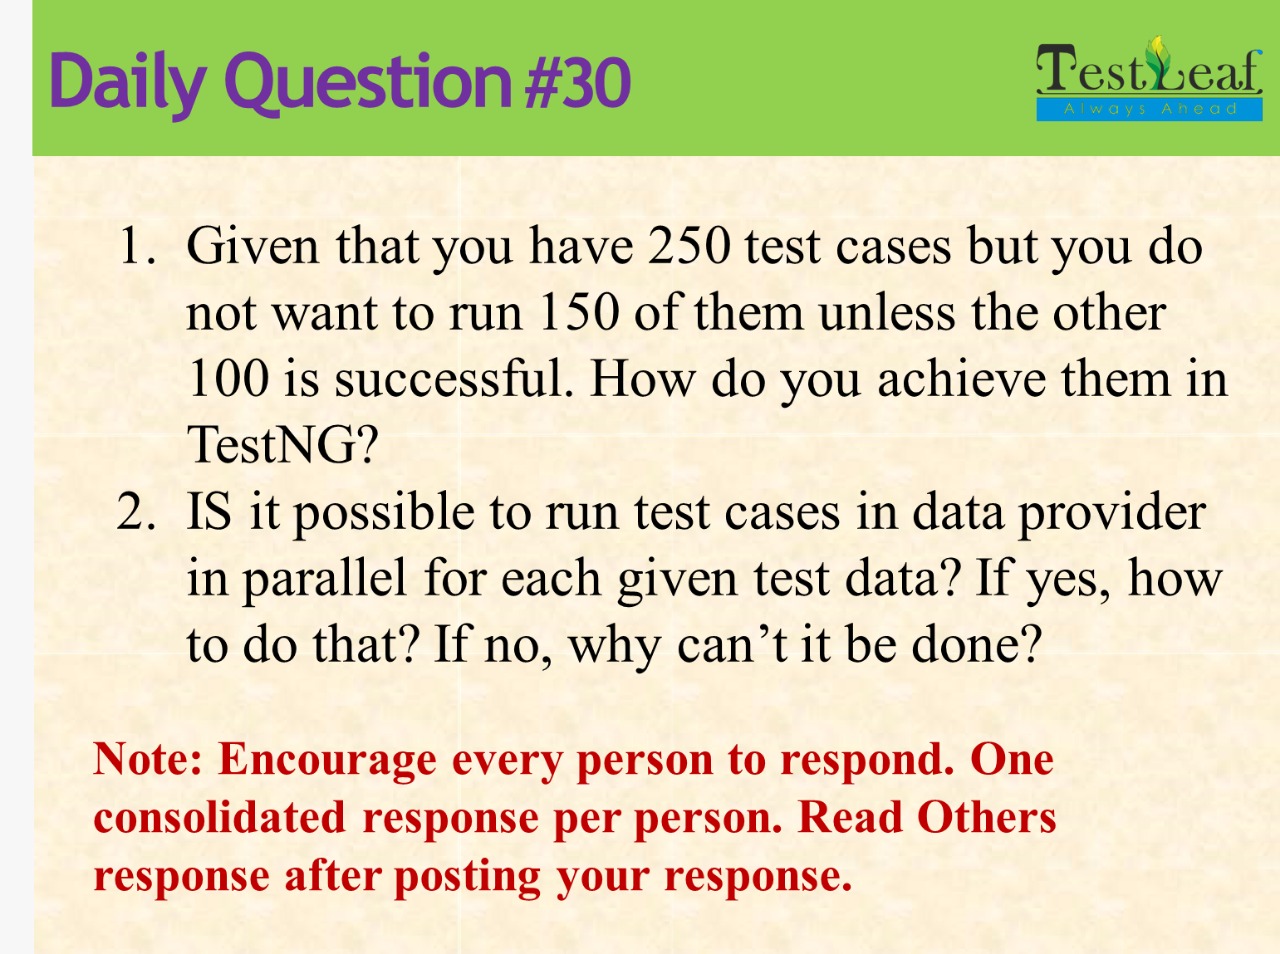 Daily Question #30
TestLeaf
Always Ahead
1. Given that you have 250 test cases but you do
not want to run 150 of them unless the other
100 is successful. How do you achieve them in
TestNG?
2. IS it possible to run test cases in data provider
in parallel for each given test data? If yes, how
to do that? If no, why can’t it be done?
Note: Encourage every person to respond. One
consolidated response per person. Read Others
response after posting your response.